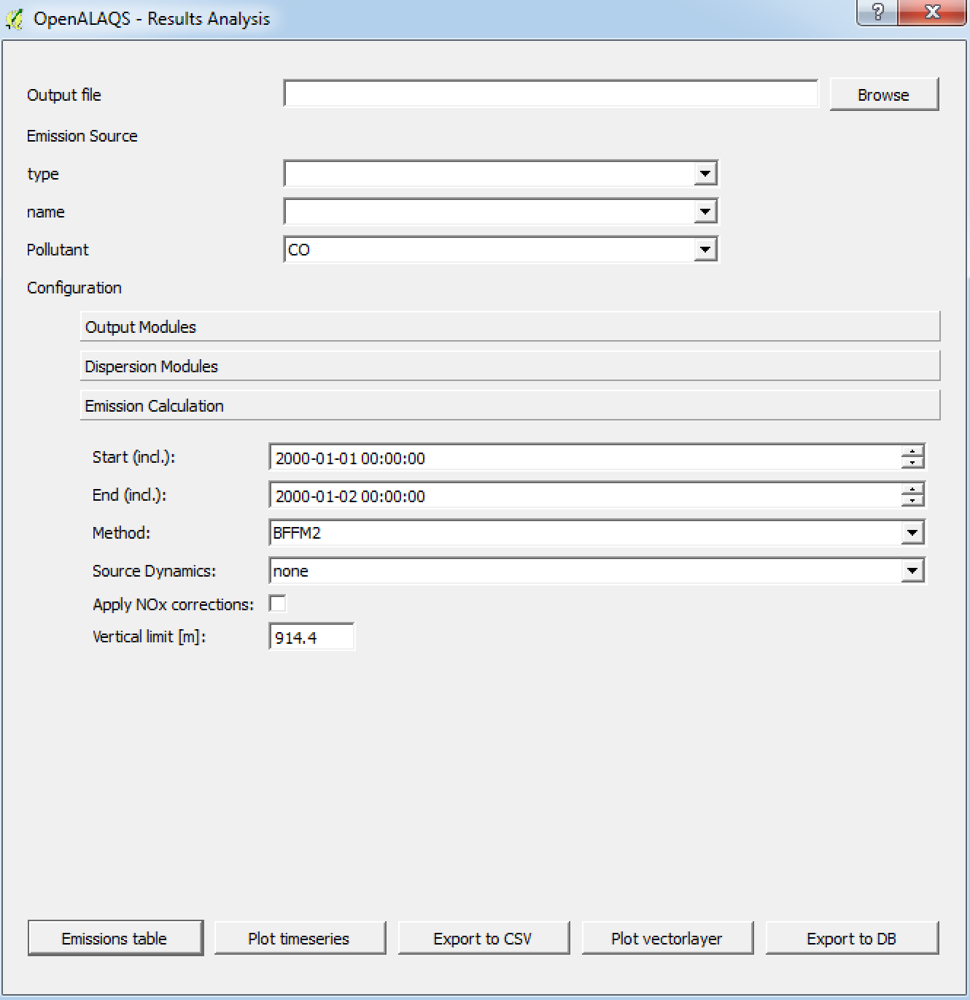 OpenALAQS - Results Analysis
?
Output file
Browse
Emission Source
type
name
Pollutant
CO
Configuration
Output Modules
Dispersion Modules
Emission Calculation
Start (incl.):
2000-01-01 00:00:00
End (incl.):
2000-01-02 00:00:00
Method:
BFFM2
Source Dynamics:
none
Apply NOx corrections:
Vertical limit [m]:
914.4
Emissions table
Plot timeseries
Export to CSV
Plot vectorlayer
Export to DB